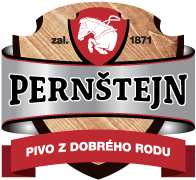 zal. 1871
PERNŠTEJN
PIVO Z DOBRÉHO RODU